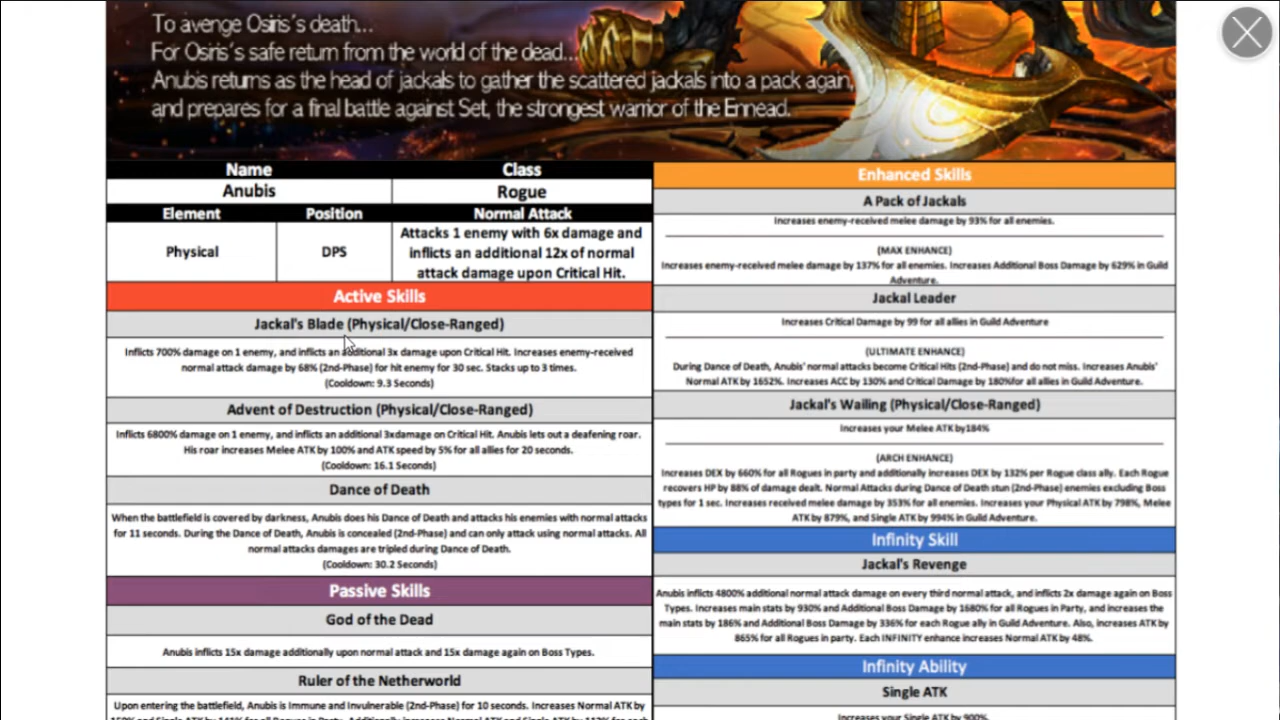 To avenge Osiris's death...
For Osiris's safe return from the world of the dead...
Anubis returns as the head of jackals to gather the scattered jackals into a pack again,
and prepares for a final battle against Set, the strongest warrior of the Ennead.
Name Class
Anubis Rogue
Element Position Normal Attack
Physical DPS
Attacks 1 enemy with 6x damage and
inflicts an additional 12x of normal
attack damage upon Critical Hit.
Active Skills
Jackal's Blade (Physical/Close-Ranged)
Inflicts 700% damage on 1 enemy, and inflicts an additional 3x damage upon Critical Hit. Increases enemy-received
normal attack damage by 68% (2nd-Phase) for hit enemy for 30 sec. Stacks up to 3 times.
(Cooldown: 9.3 Seconds)
Advent of Destruction (Physical/Close-Ranged)
Inflicts 6800% damage on 1 enemy, and inflicts an additional 3xdamage on Critical Hit. Anubis lets out a deafening roar.
His roar increases Melee ATK by 100% and ATK speed by 5% for all allies for 20 seconds.
(Cooldown: 16.1 Seconds)
Dance of Death
When the battlefield is covered by darkness, Anubis does his Dance of Death and attacks his enemies with normal attacks
for 11 seconds. During the Dance of Death, Anubis is concealed (2nd-Phase) and can only attack using normal attacks. All
normal attacks damages are tripled during Dance of Death.
(Cooldown: 30.2 Seconds)
Passive Skills
God of the Dead
Anubis inflicts 15x damage additionally upon normal attack and 15x damage again on Boss Types.
Ruler of the Netherworld
Upon entering the battlefield, Anubis is Immune and Invulnerable (2nd-Phase) for 10 seconds. Increases Normal ATK by
Enhanced Skills
A Pack of Jackals
Increases enemy-received melee damage by 93% for all enemies.
(MAX ENHANCE)
Increases enemy-received melee damage by 137% for all enemies. Increases Additional Boss Damage by 629% in Guild
Adventure.
Jackal Leader
Increases Critical Damage by 99 for all allies in Guild Adventure
(ULTIMATE ENHANCE)
During Dance of Death, Anubis' normal attacks become Critical Hits (2nd-Phase) and do not miss. Increases Anubis'
Normal ATK by 1652%. Increases ACC by 130% and Critical Damage by 180%for all allies in Guild Adventure.
Jackal's Wailing (Physical/Close-Ranged)
Increases your Melee ATK by184%
(ARCH ENHANCE)
Increases DEX by 660% for all Rogues in party and additionally increases DEX by 132% per Rogue class ally. Each Rogue
recovers HP by 88% of damage dealt. Normal Attacks during Dance of Death stun (2nd-Phase) enemies excluding Boss
types for 1 sec. Increases received melee damage by 353% for all enemies. Increases your Physical ATK by 798%, Melee
ATK by 879%, and Single ATK by 994% in Guild Adventure.
Infinity Skill
Jackal's Revenge
Anubis inflicts 4800% additional normal attack damage on every third normal attack, and inflicts 2x damage again on Boss
Types. Increases main stats by 930% and Additional Boss Damage by 1680% for all Rogues in Party, and increases the
main stats by 186% and Additional Boss Damage by 336% for each Rogue ally in Guild Adventure. Also, increases ATK by
865% for all Rogues in party. Each INFINITY enhance increases Normal ATK by 48%.
Infinity Ability
Single ATK
Increases your Single ATK by 900%.